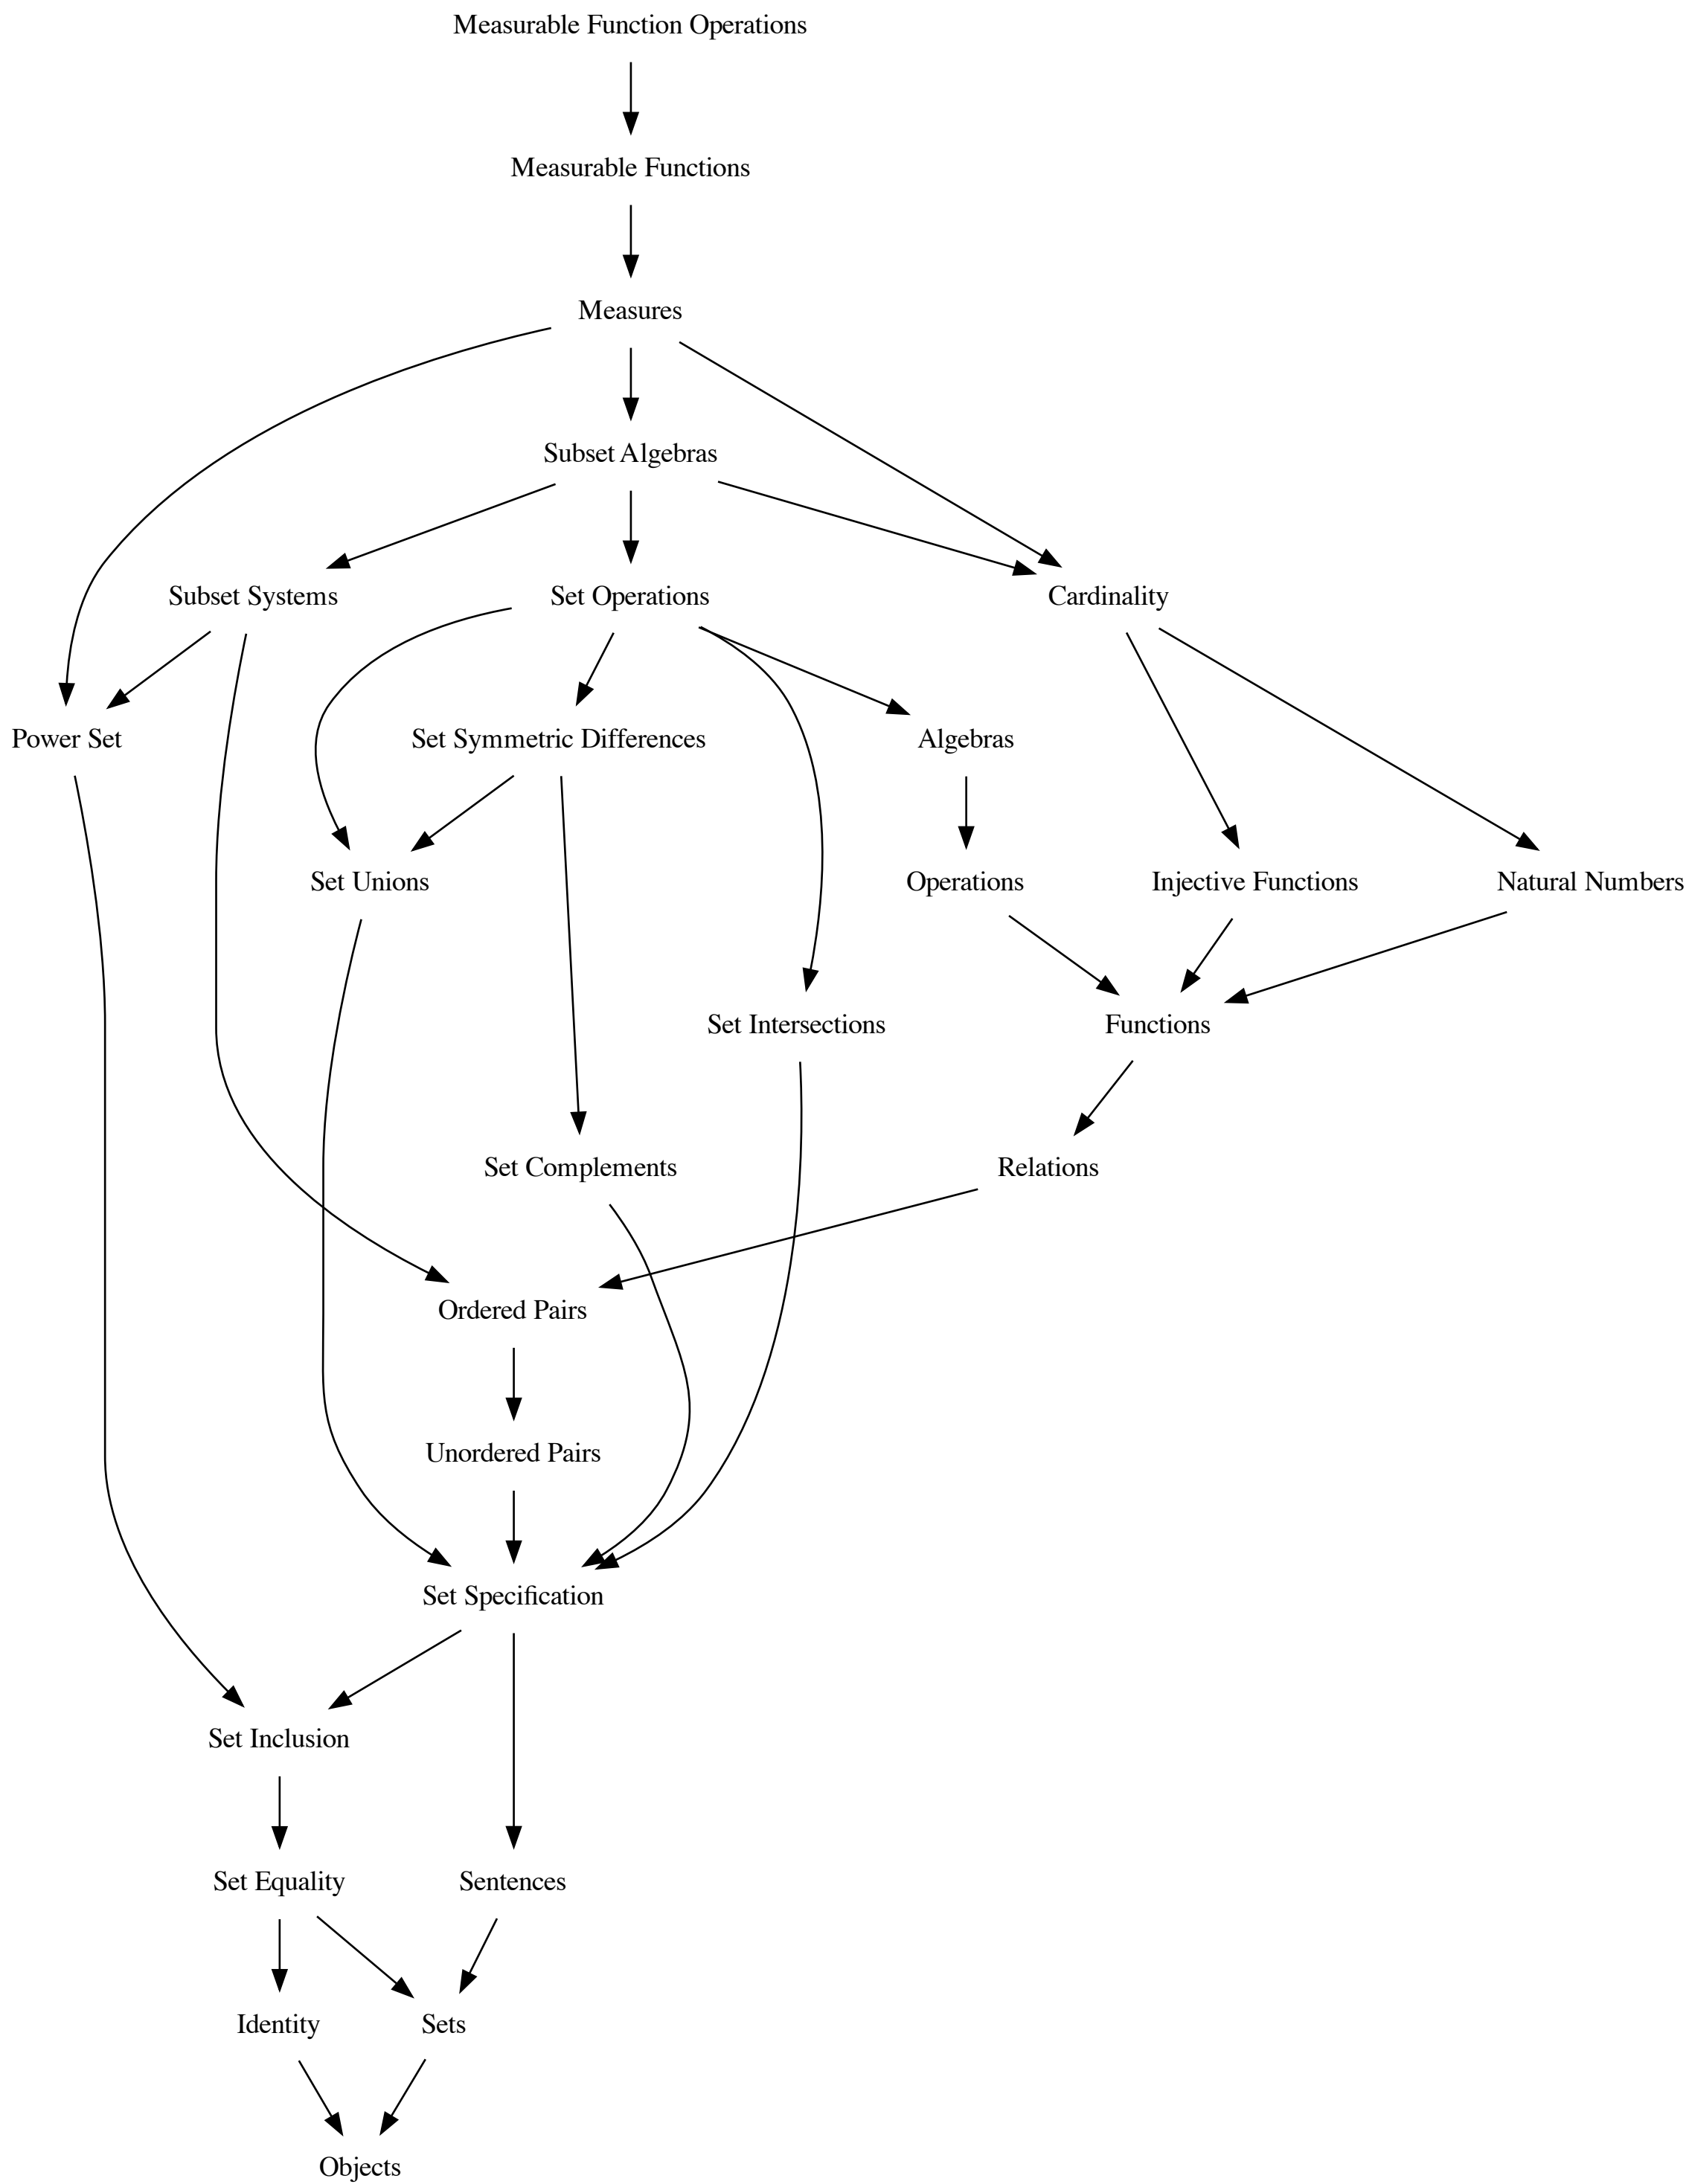 Measurable Function Operations
Measurable Functions
Measures
Subset Algebras
Subset Systems
Set Operations
Cardinality
Power Set
Set Symmetric Differences
Algebras
Set Unions
Operations
Injective Functions
Natural Numbers
Set Intersections
Functions
Set Complements
Relations
Ordered Pairs
Unordered Pairs
Set Specification
Set Inclusion
Set Equality
Sentences
Identity
Sets
Objects